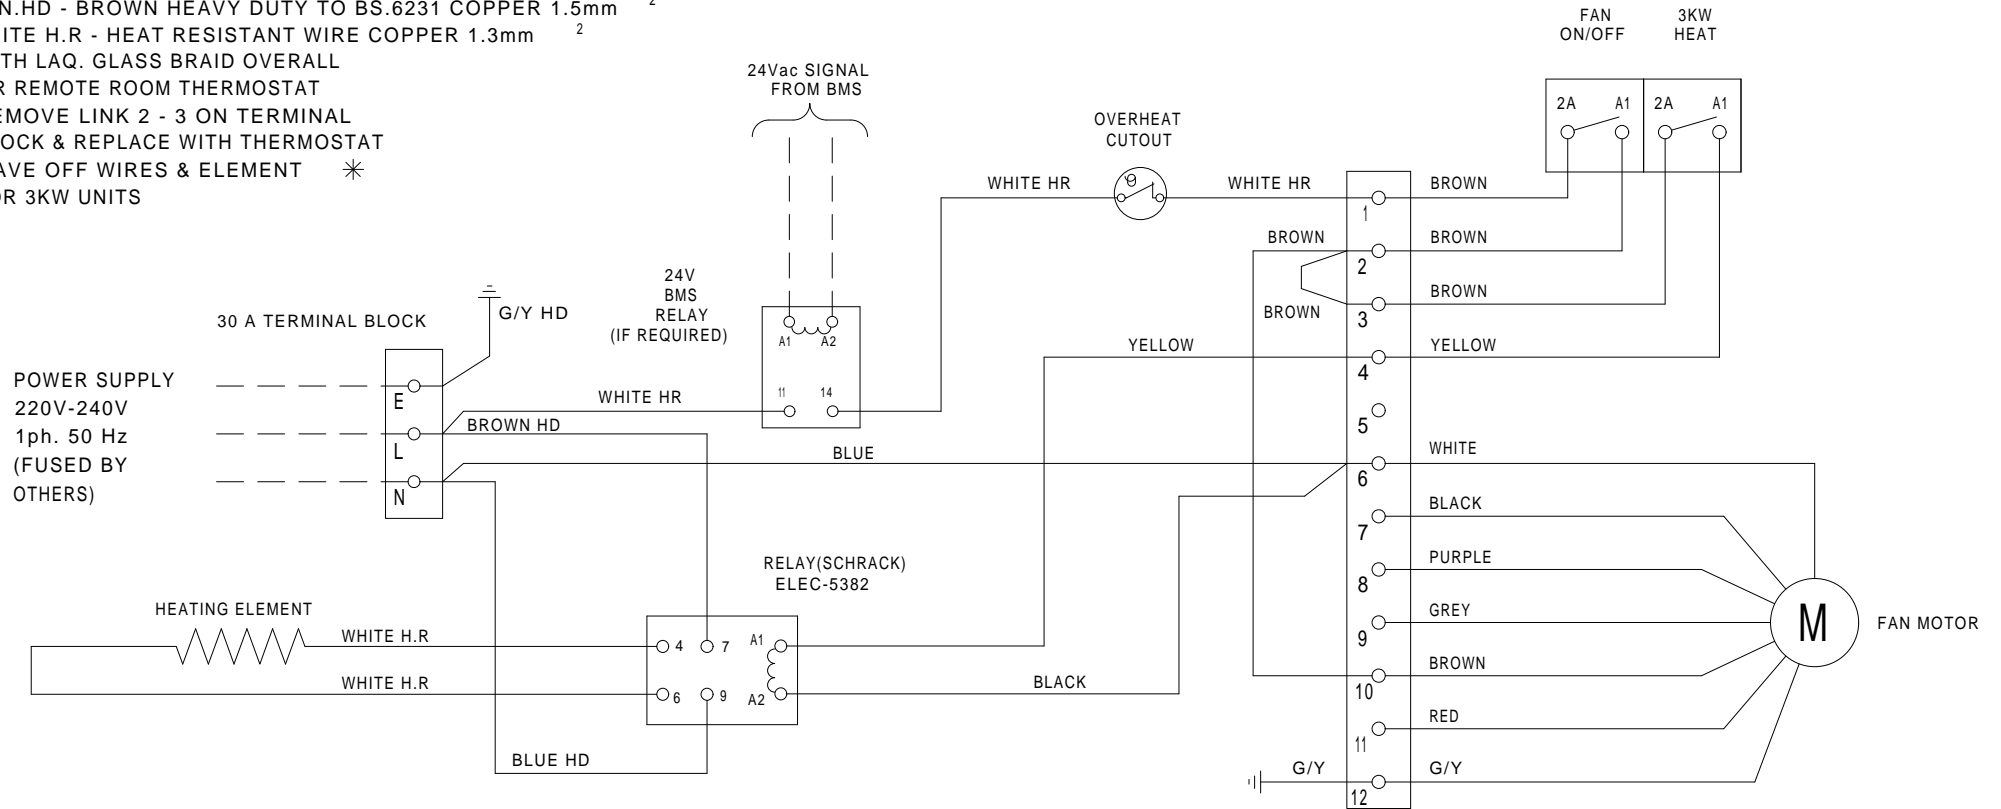 N.HD - BROWN HEAVY DUTY TO BS.6231 COPPER 1.5mm 2
ITE H.R - HEAT RESISTANT WIRE COPPER 1.3mm 2
TH LAQ. GLASS BRAID OVERALL
R REMOTE ROOM THERMOSTAT
EMOVE LINK 2 - 3 ON TERMINAL
OCK & REPLACE WITH THERMOSTAT
AVE OFF WIRES & ELEMENT
OR 3KW UNITS
24Vac SIGNAL
FROM BMS
OVERHEAT
CUTOUT
FAN
ON/OFF
3KW
HEAT
2A
A1
2A
A1
WHITE HR
WHITE HR
BROWN
BROWN
BROWN
BROWN
BROWN
YELLOW
YELLOW
24V
BMS
RELAY
(IF REQUIRED)
A1
A2
11
14
30 A TERMINAL BLOCK
G/Y HD
POWER SUPPLY
220V-240V
1ph. 50 Hz
(FUSED BY
OTHERS)
E
L
N
WHITE HR
BROWN HD
BLUE
1
2
3
4
5
6
7
8
9
10
11
12
WHITE
BLACK
PURPLE
GREY
BROWN
RED
G/Y
G/Y
M
FAN MOTOR
RELAY(SCHRACK)
ELEC-5382
HEATING ELEMENT
WHITE H.R
WHITE H.R
4
7
A1
6
9
A2
BLACK
BLUE HD